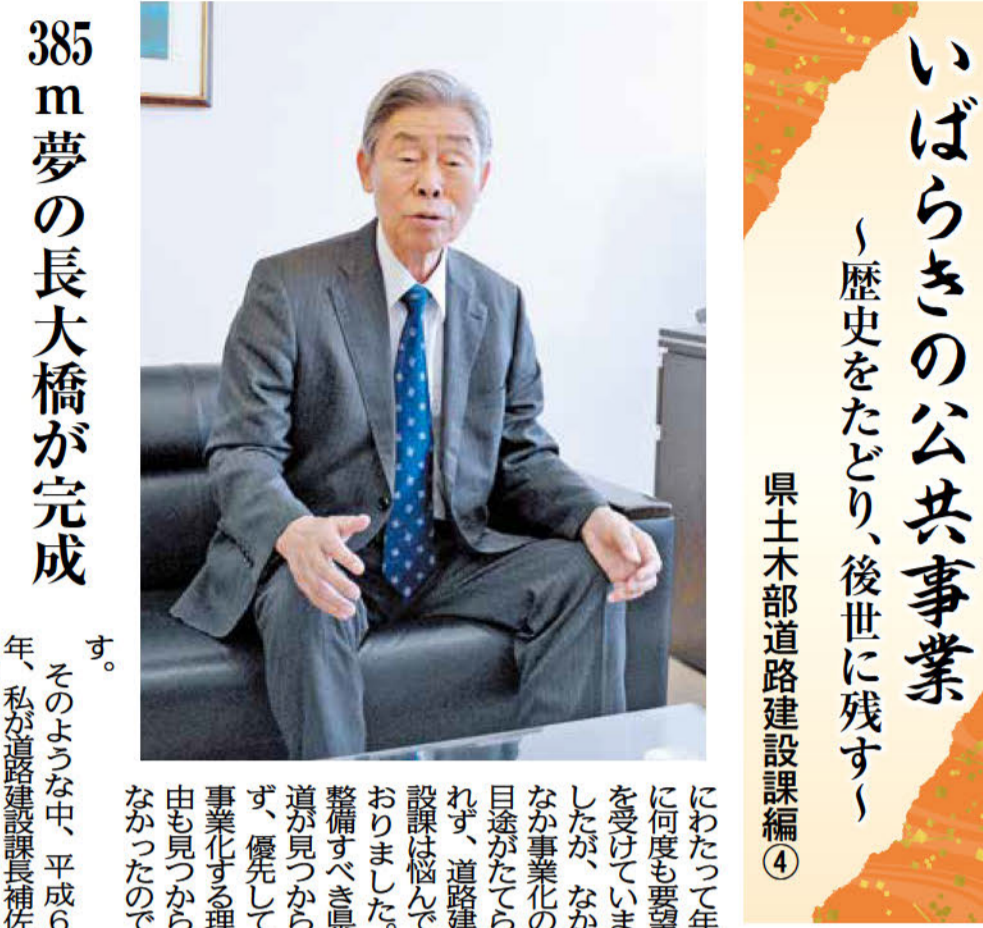 いばらきの公共事業
～歴史をたどり、後世に残す～
県土木部道路建設課編④
385m夢の長大橋が完成
にわたって年
に何度も要望
を受けていま
したが、なか
なか事業化の
目途がたてら
れず、道路建
設課は悩んで
おりました。
整備すべき県
道が見つから
ず、優先して
事業化する理
由も見つから
なかったので
す。
そのような中、平成６
年、私が道路建設課長補佐